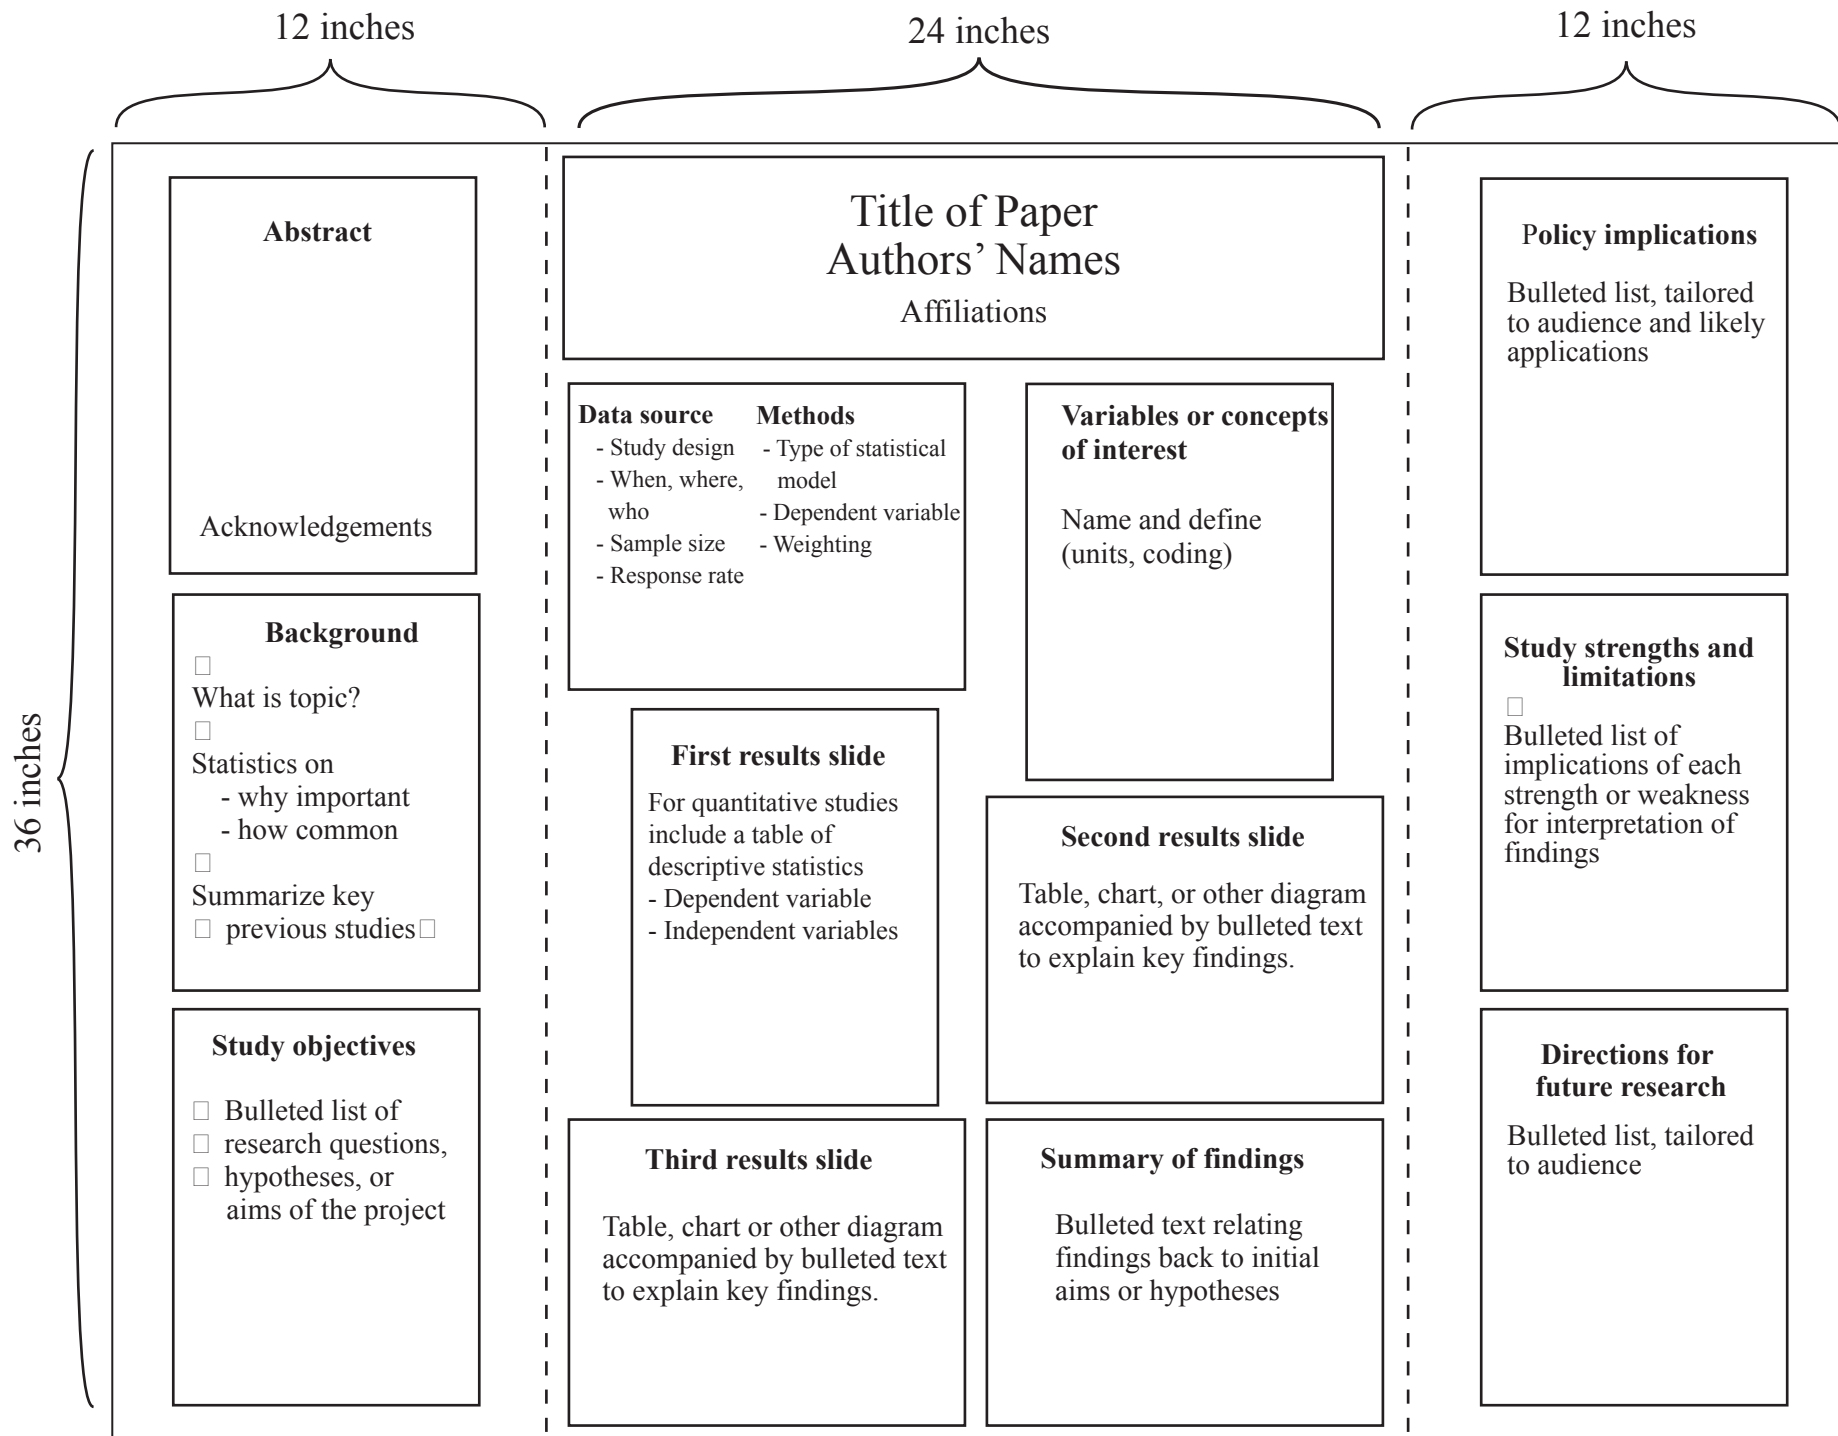 12 inches
24 inches
12 inches
36 inches
Abstract
Acknowledgements
Background
What is topic?
Statistics on
- why important
- how common
Summarize key
previous studies
Study objectives
Bulleted list of
research questions,
hypotheses, or
aims of the project
Title of Paper
Authors’ Names
Affiliations
Data source
- Study design
- When, where,
who
- Sample size
- Response rate
Methods
- Type of statistical
model
- Dependent variable
- Weighting
Variables or concepts
of interest
Name and define
(units, coding)
First results slide
For quantitative studies
include a table of
descriptive statistics
- Dependent variable
- Independent variables
Second results slide
Table, chart, or other diagram
accompanied by bulleted text
to explain key findings.
Third results slide
Table, chart or other diagram
accompanied by bulleted text
to explain key findings.
Summary of findings
Bulleted text relating
findings back to initial
aims or hypotheses
Policy implications
Bulleted list, tailored
to audience and likely
applications
Study strengths and
limitations
Bulleted list of
implications of each
strength or weakness
for interpretation of
findings
Directions for
future research
Bulleted list, tailored
to audience